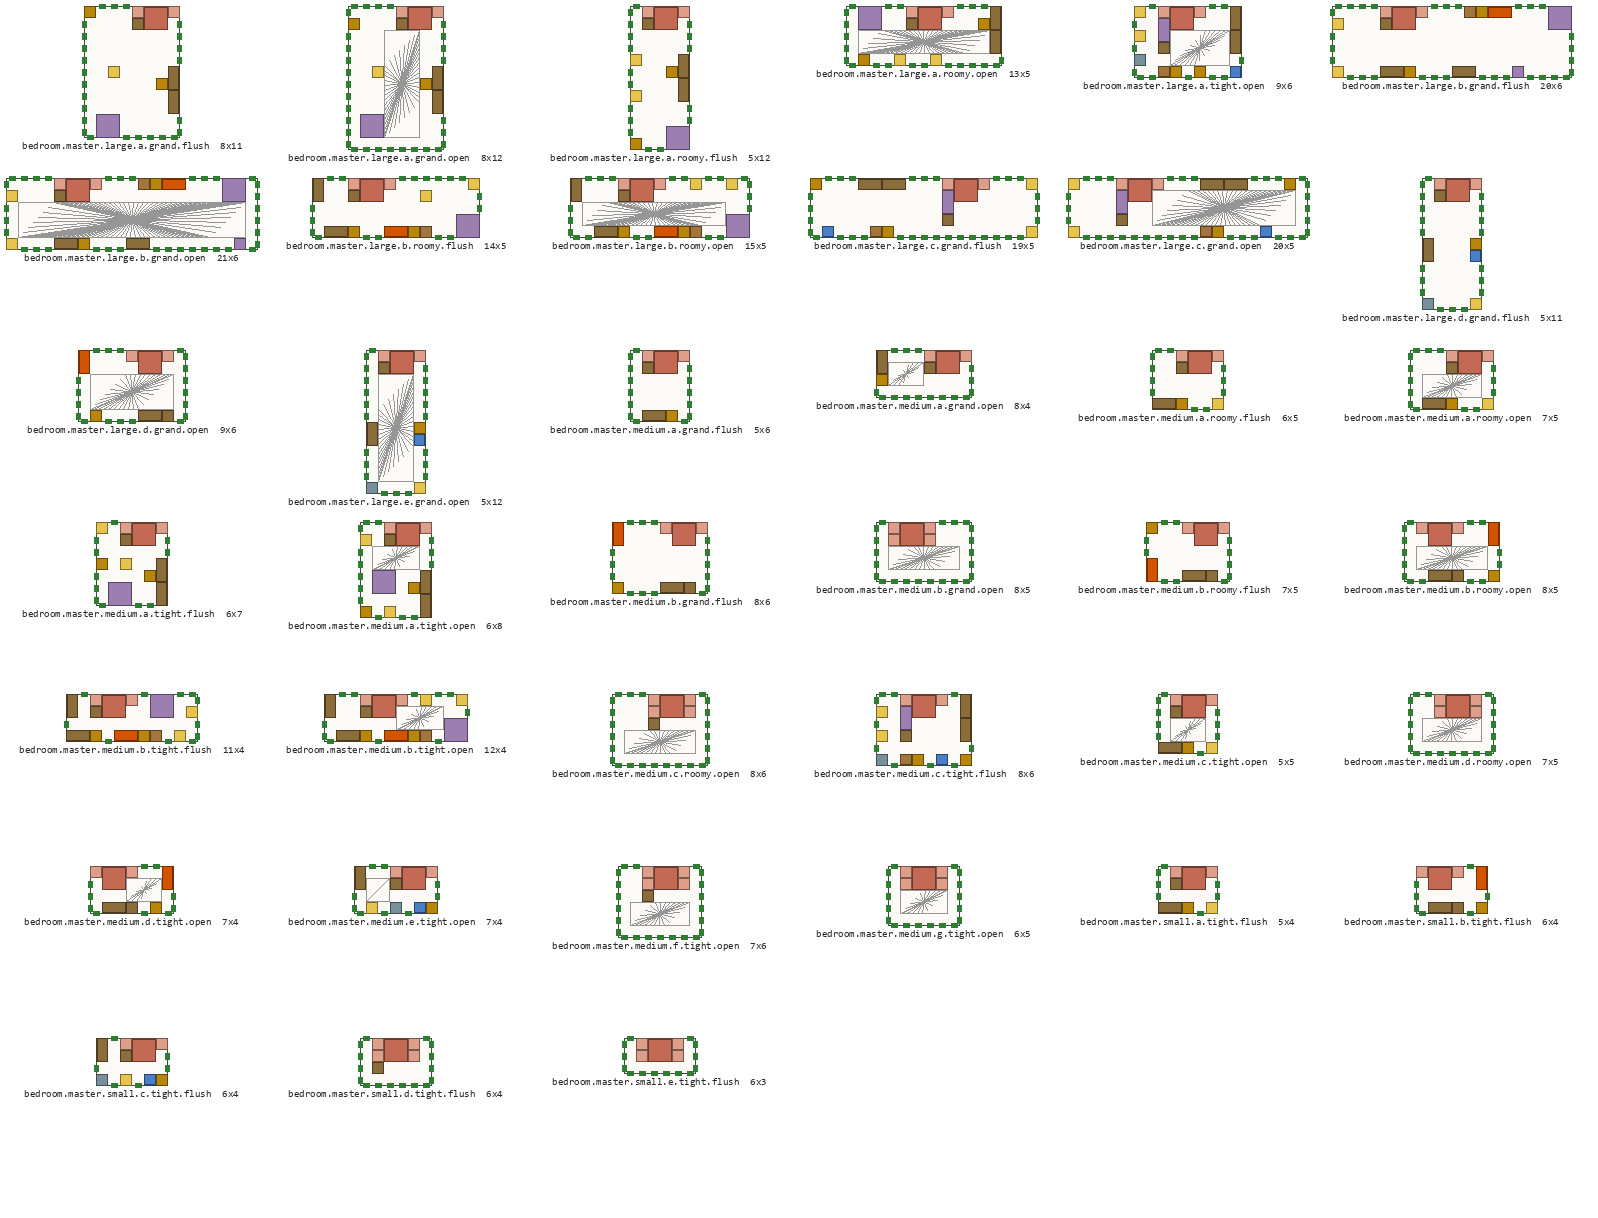 bedroom.master.large.a.grand.flush 8x11
bedroom.master.large.a.grand.open 8x12
bedroom.master.large.a.roomy.flush 5x12
bedroom.master.large.a.roomy.open 13x5
bedroom.master.large.a.tight.open 9x6
bedroom.master.large.b.grand.flush 20x6
bedroom.master.large.b.grand.open 21x6
bedroom.master.large.b.roomy.flush 14x5
bedroom.master.large.b.roomy.open 15x5
bedroom.master.large.c.grand.flush 19x5
bedroom.master.large.c.grand.open 20x5
bedroom.master.large.d.grand.flush 5x11
bedroom.master.large.d.grand.open 9x6
bedroom.master.large.e.grand.open 5x12
bedroom.master.medium.a.grand.flush 5x6
bedroom.master.medium.a.grand.open 8x4
bedroom.master.medium.a.roomy.flush 6x5
bedroom.master.medium.a.roomy.open 7x5
bedroom.master.medium.a.tight.flush 6x7
bedroom.master.medium.a.tight.open 6x8
bedroom.master.medium.b.grand.flush 8x6
bedroom.master.medium.b.grand.open 8x5
bedroom.master.medium.b.roomy.flush 7x5
bedroom.master.medium.b.roomy.open 8x5
bedroom.master.medium.b.tight.flush 11x4
bedroom.master.medium.b.tight.open 12x4
bedroom.master.medium.c.roomy.open 8x6
bedroom.master.medium.c.tight.flush 8x6
bedroom.master.medium.c.tight.open 5x5
bedroom.master.medium.d.roomy.open 7x5
bedroom.master.medium.d.tight.open 7x4
bedroom.master.medium.e.tight.open 7x4
bedroom.master.medium.f.tight.open 7x6
bedroom.master.medium.g.tight.open 6x5
bedroom.master.small.a.tight.flush 5x4
bedroom.master.small.b.tight.flush 6x4
bedroom.master.small.c.tight.flush 6x4
bedroom.master.small.d.tight.flush 6x4
bedroom.master.small.e.tight.flush 6x3